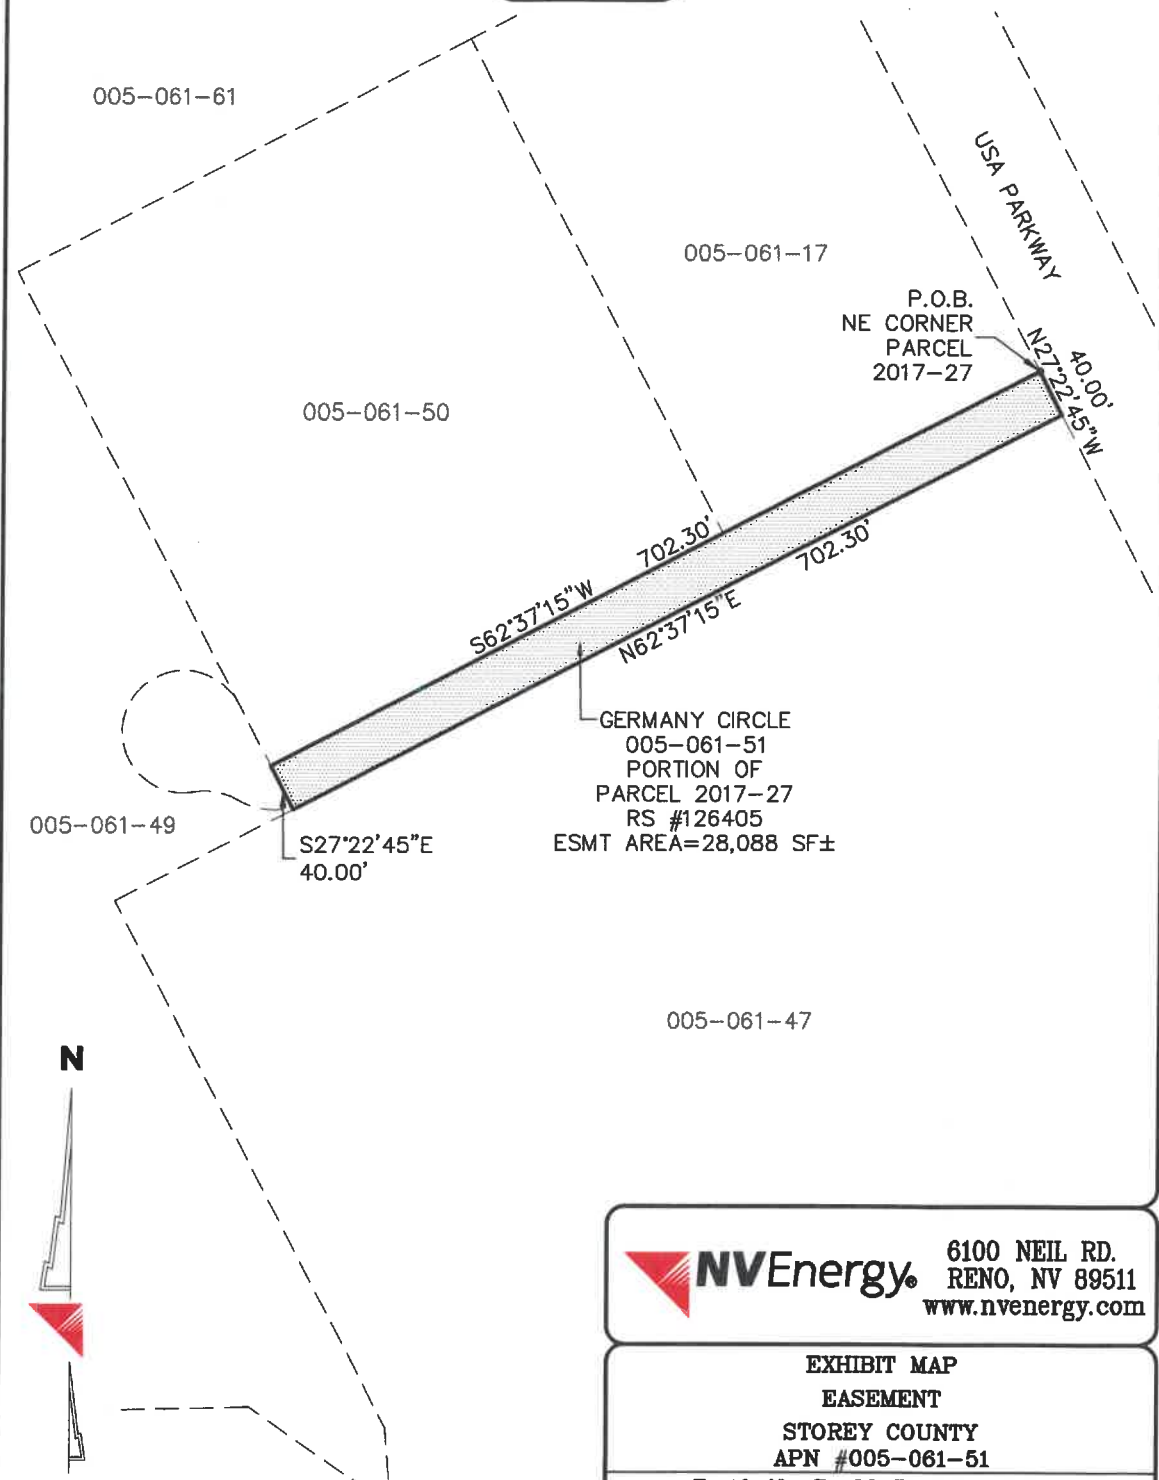 005-061-61
USA PARKWAY
005-061-17
P.O.B.
NE CORNER
PARCEL
2017-27
N27°22'45"W
40.00'
005-061-50
702.30'
S62°37'15"W
702.30'
N62°37'15"E
GERMANY CIRCLE
005-061-51
PORTION OF
PARCEL 2017-27
RS #126405
ESMT AREA=28,088 SF±
005-061-49
S27°22'45"E
40.00'
005-061-47
N
NVEnergy®
6100 NEIL RD.
RENO, NV 89511
www.nvenergy.com
EXHIBIT MAP
EASEMENT
STOREY COUNTY
APN #005-061-51